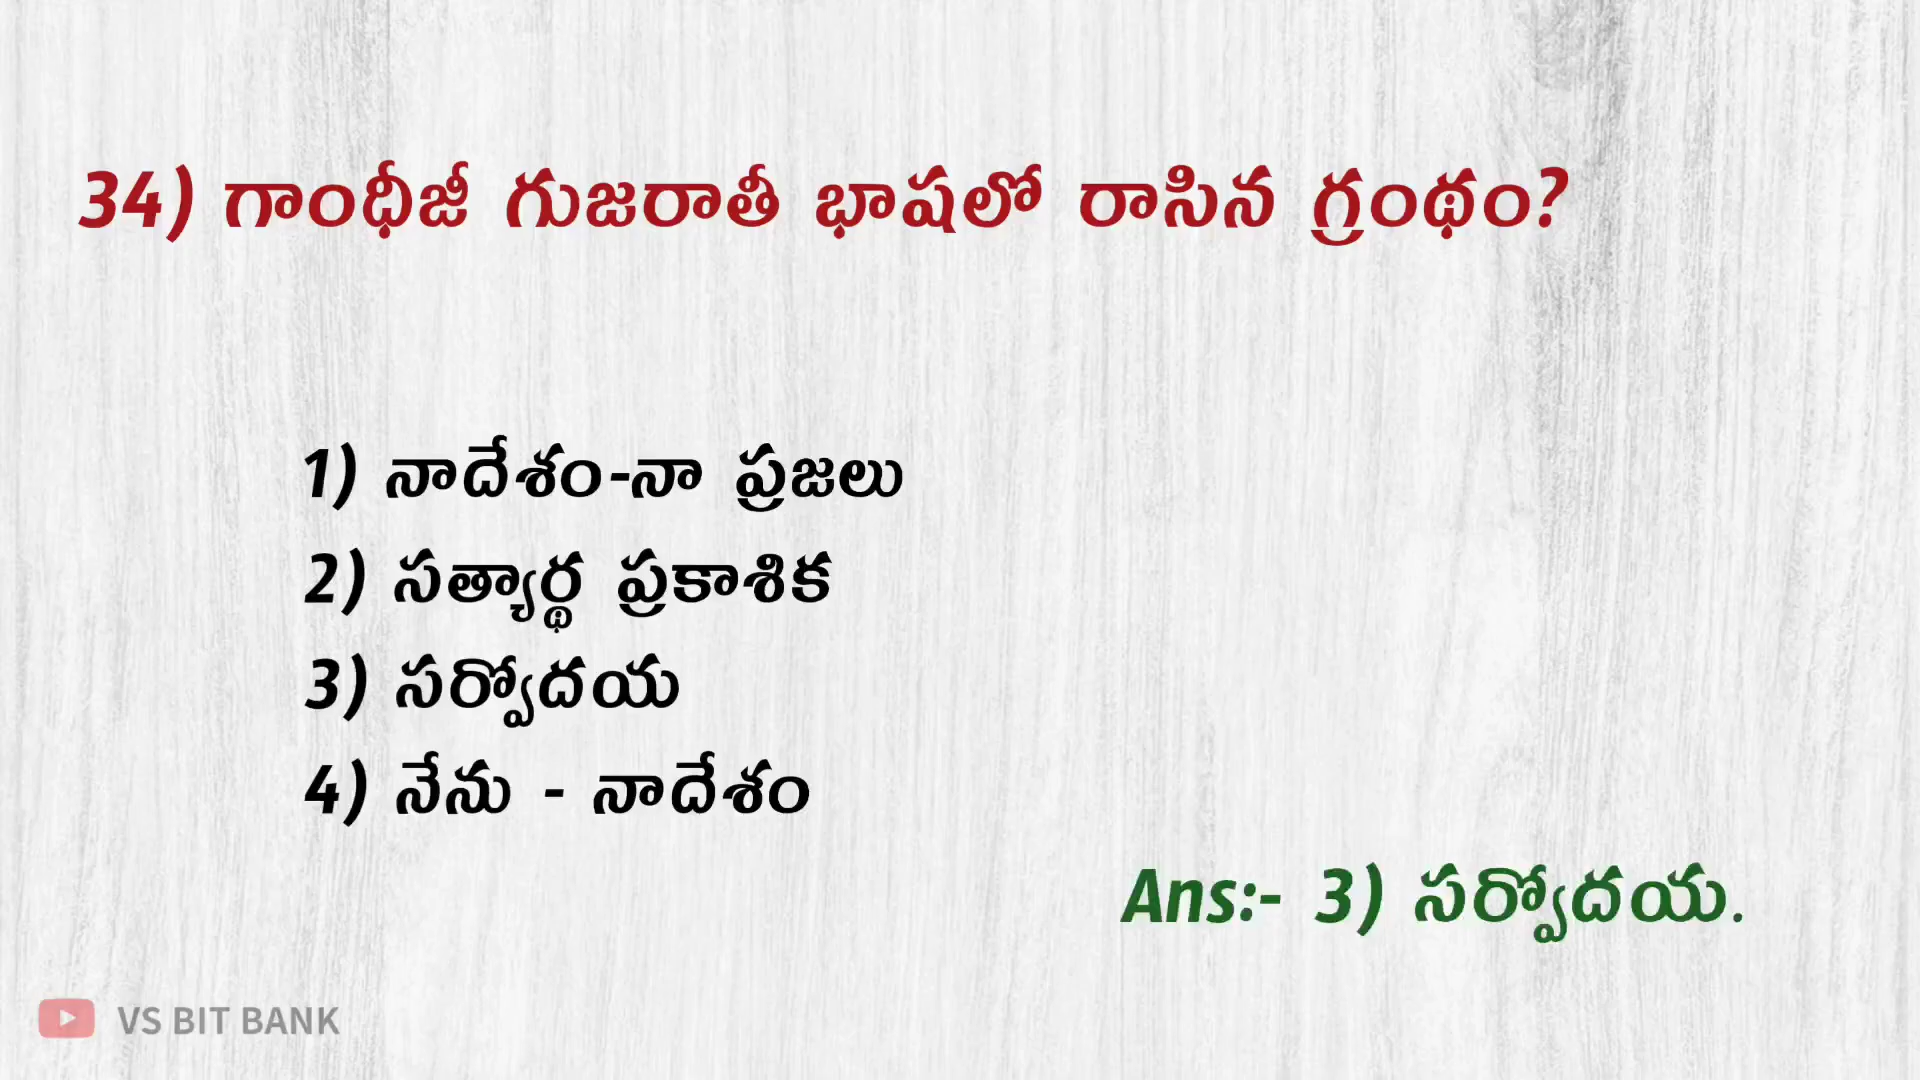 34) గాంధీజీ గుజరాతీ భాషలో రాసిన గ్రంథం?
1) నాదేశం-నా ప్రజలు
2) సత్యార్థ ప్రకాశిక
3) సర్వోదయ
4) నేను - నాదేశం
Ans:- 3) సర్వోదయ.
VS BIT BANK